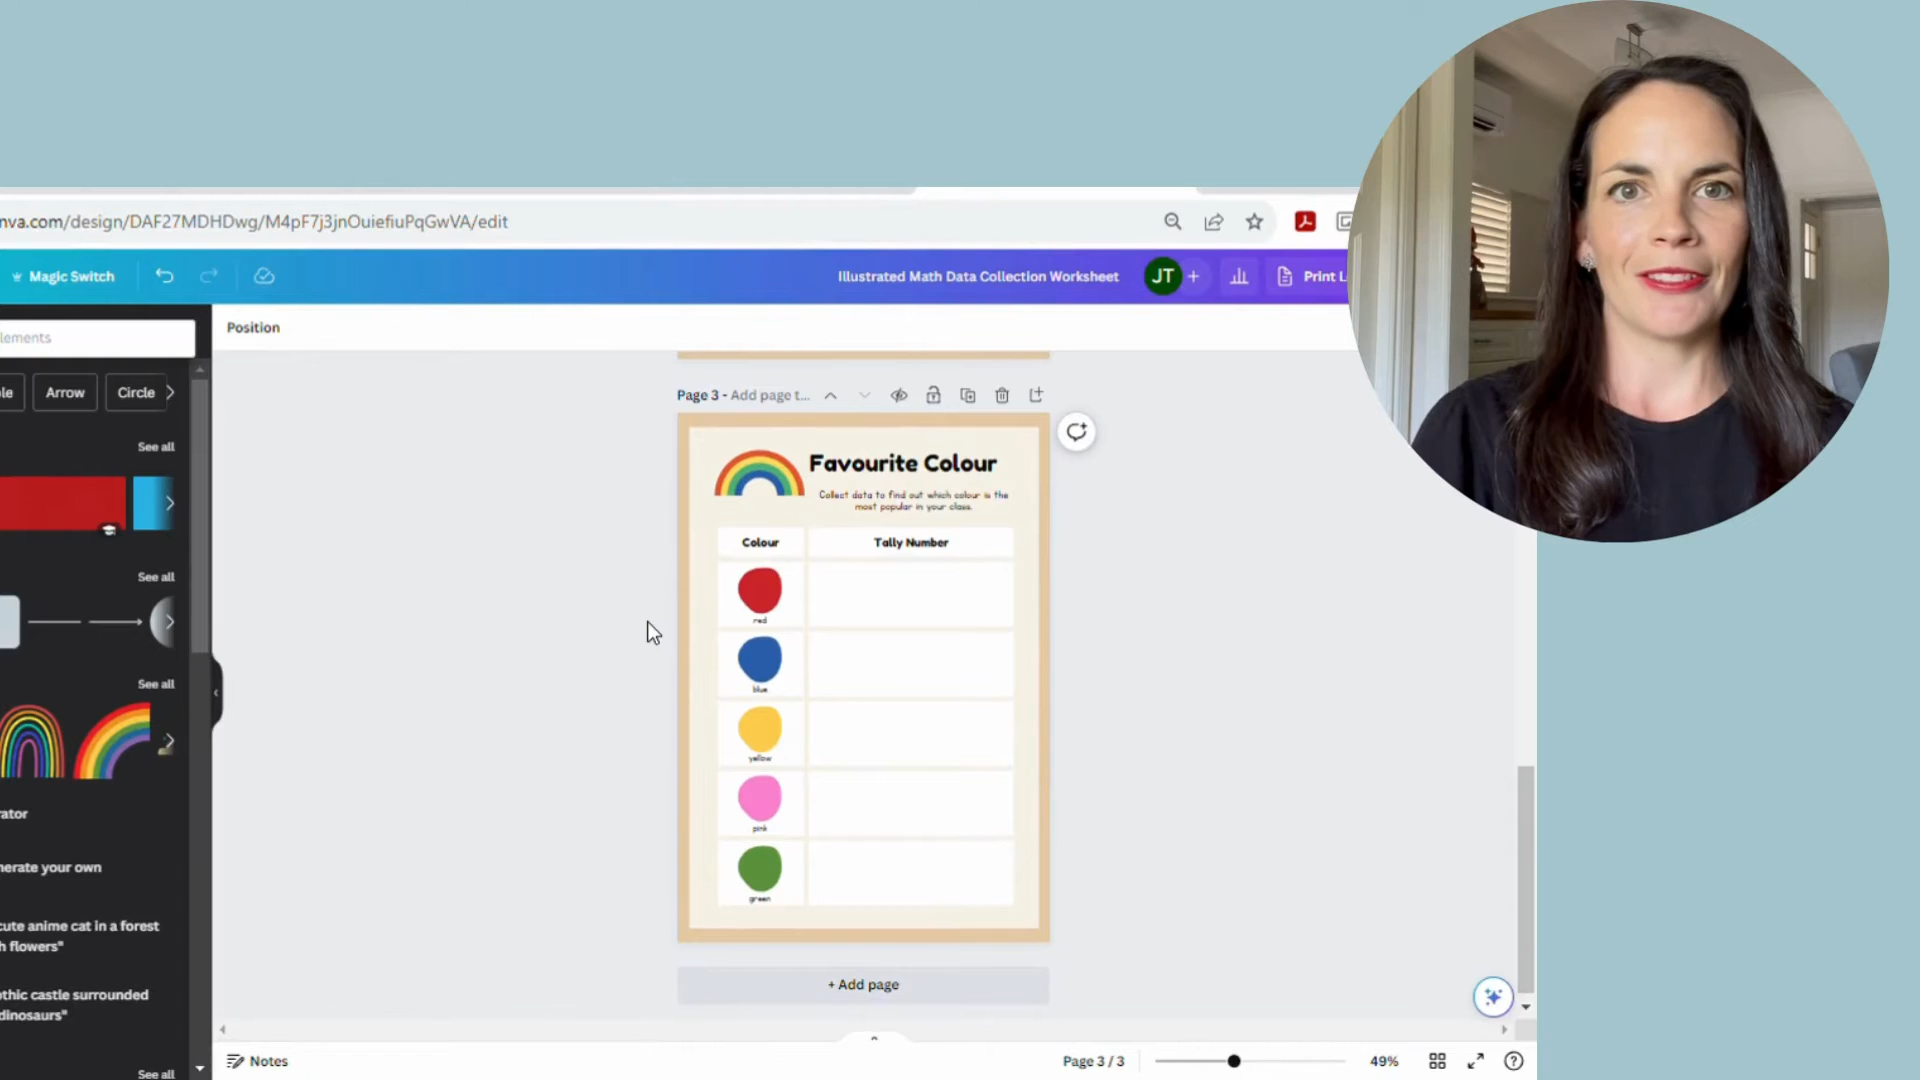 nva.com/design/DAF27MDHDwg/M4pF7j3jnOuiefiuPqGwVA/edit
Magic Switch
Illustrated Math Data Collection Worksheet
JT
+
Print L
lements
Position
le
Arrow
Circle
Page 3 - Add page t...
See all
Favourite Colour
Collect data to find out which colour is the
most popular in your class.
Colour
Tally Number
See all
red
See all
blue
yellow
rator
pink
nerate your own
green
cute anime cat in a forest
h flowers"
+ Add page
othic castle surrounded
dinosaurs"
Notes
Page 3 / 3
49%
See all